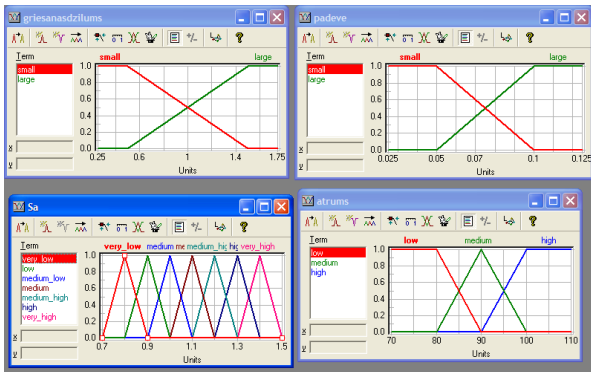 griesanasdzilums
Term
small
large
small large
1.0
0.8
0.6
0.4
0.2
0.0
0.25 0.6 1 1.4 1.75
Units
x
y
padeve
Term
small
large
small large
1.0
0.8
0.6
0.4
0.2
0.0
0.025 0.05 0.07 0.1 0.125
Units
x
y
Sa
Term
very_low
low
medium_low
medium
medium_high
high
very_high
very_low medium me medium_hig hig very_high
1.0
0.8
0.6
0.4
0.2
0.0
0.7 0.9 1.0 1.2 1.3 1.5
Units
x
y
atrums
Term
low
medium
high
low medium high
1.0
0.8
0.6
0.4
0.2
0.0
70 80 90 100 110
Units
x
y